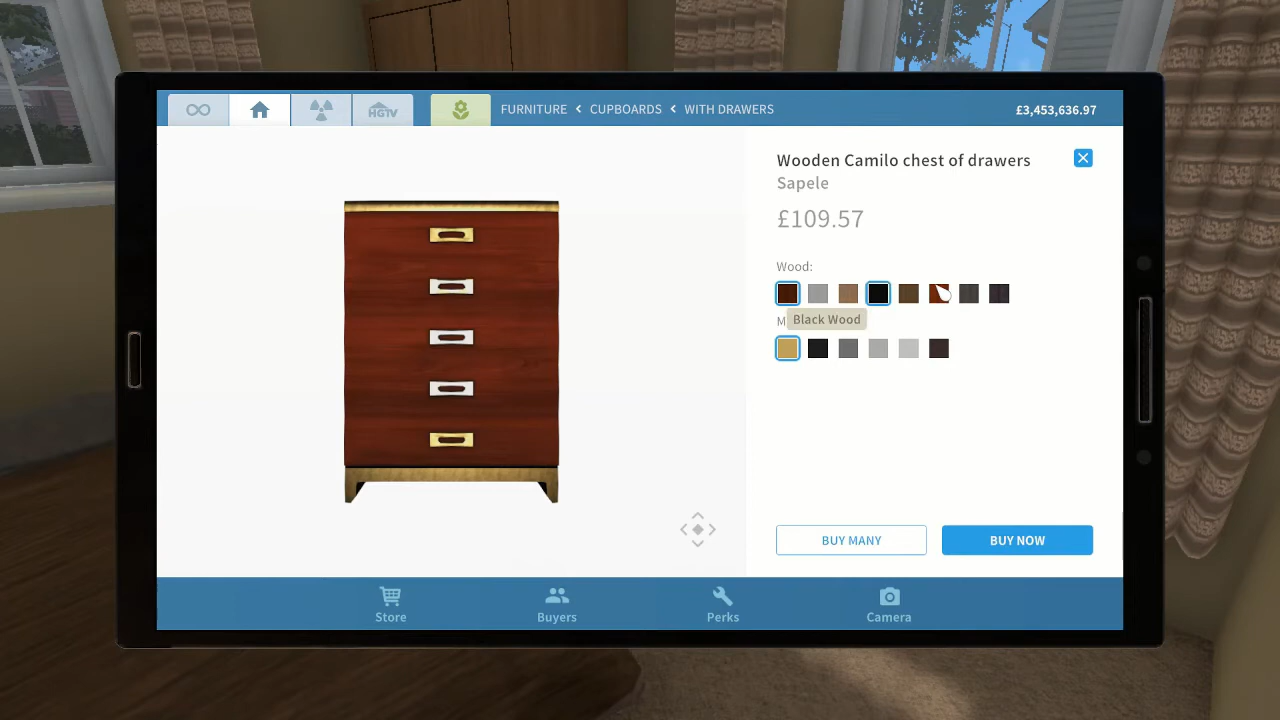 HGTV
FURNITURE < CUPBOARDS < WITH DRAWERS
£3,453,636.97
Wooden Camilo chest of drawers
Sapele
£109.57
Wood:
M
Black Wood
BUY MANY
BUY NOW
Store
Buyers
Perks
Camera